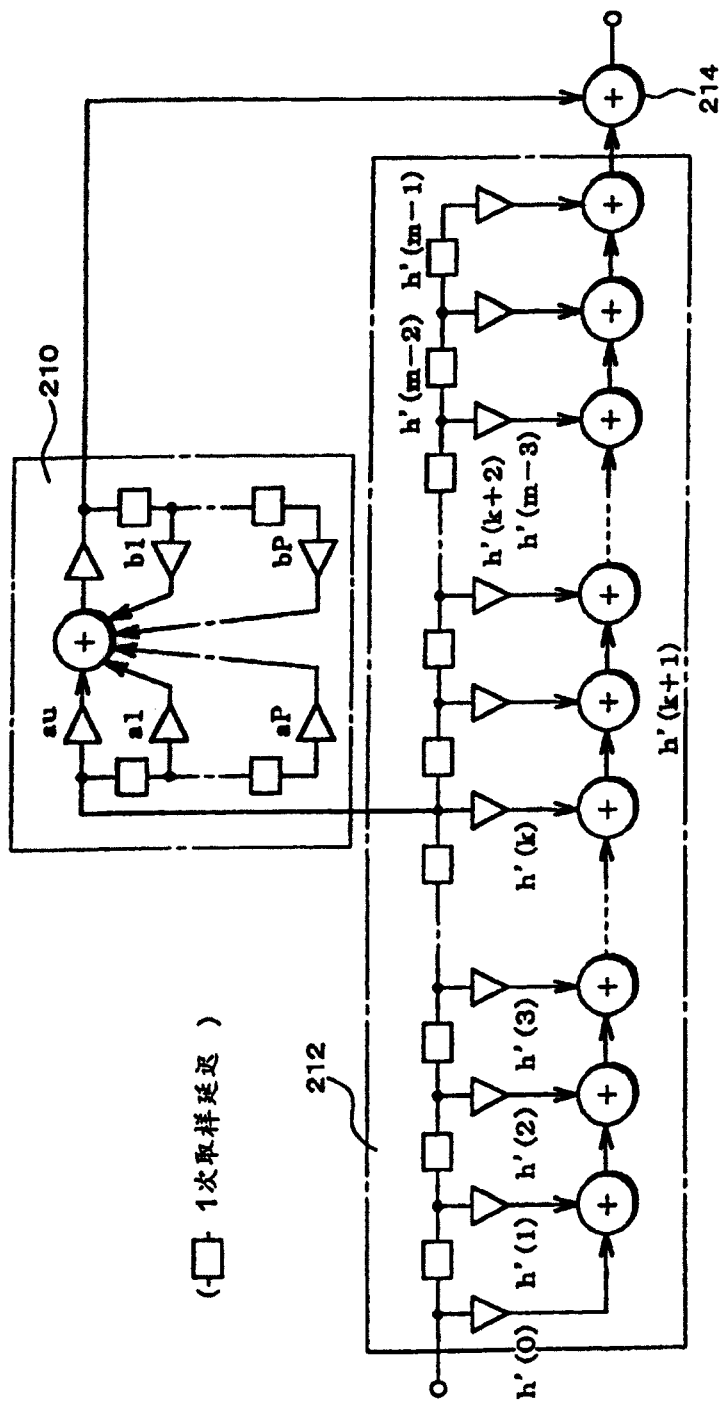 210
au
a1
aP
b1
bP
(
1次取样延迟 )
212
h'(0)
h'(1)
h'(2)
h'(3)
h'(k)
h'(k+1)
h'(k+2)
h'(m−3)
h'(m−2)
h'(m−1)
214
+
+
+
+
+
+
+
+
+
+
+